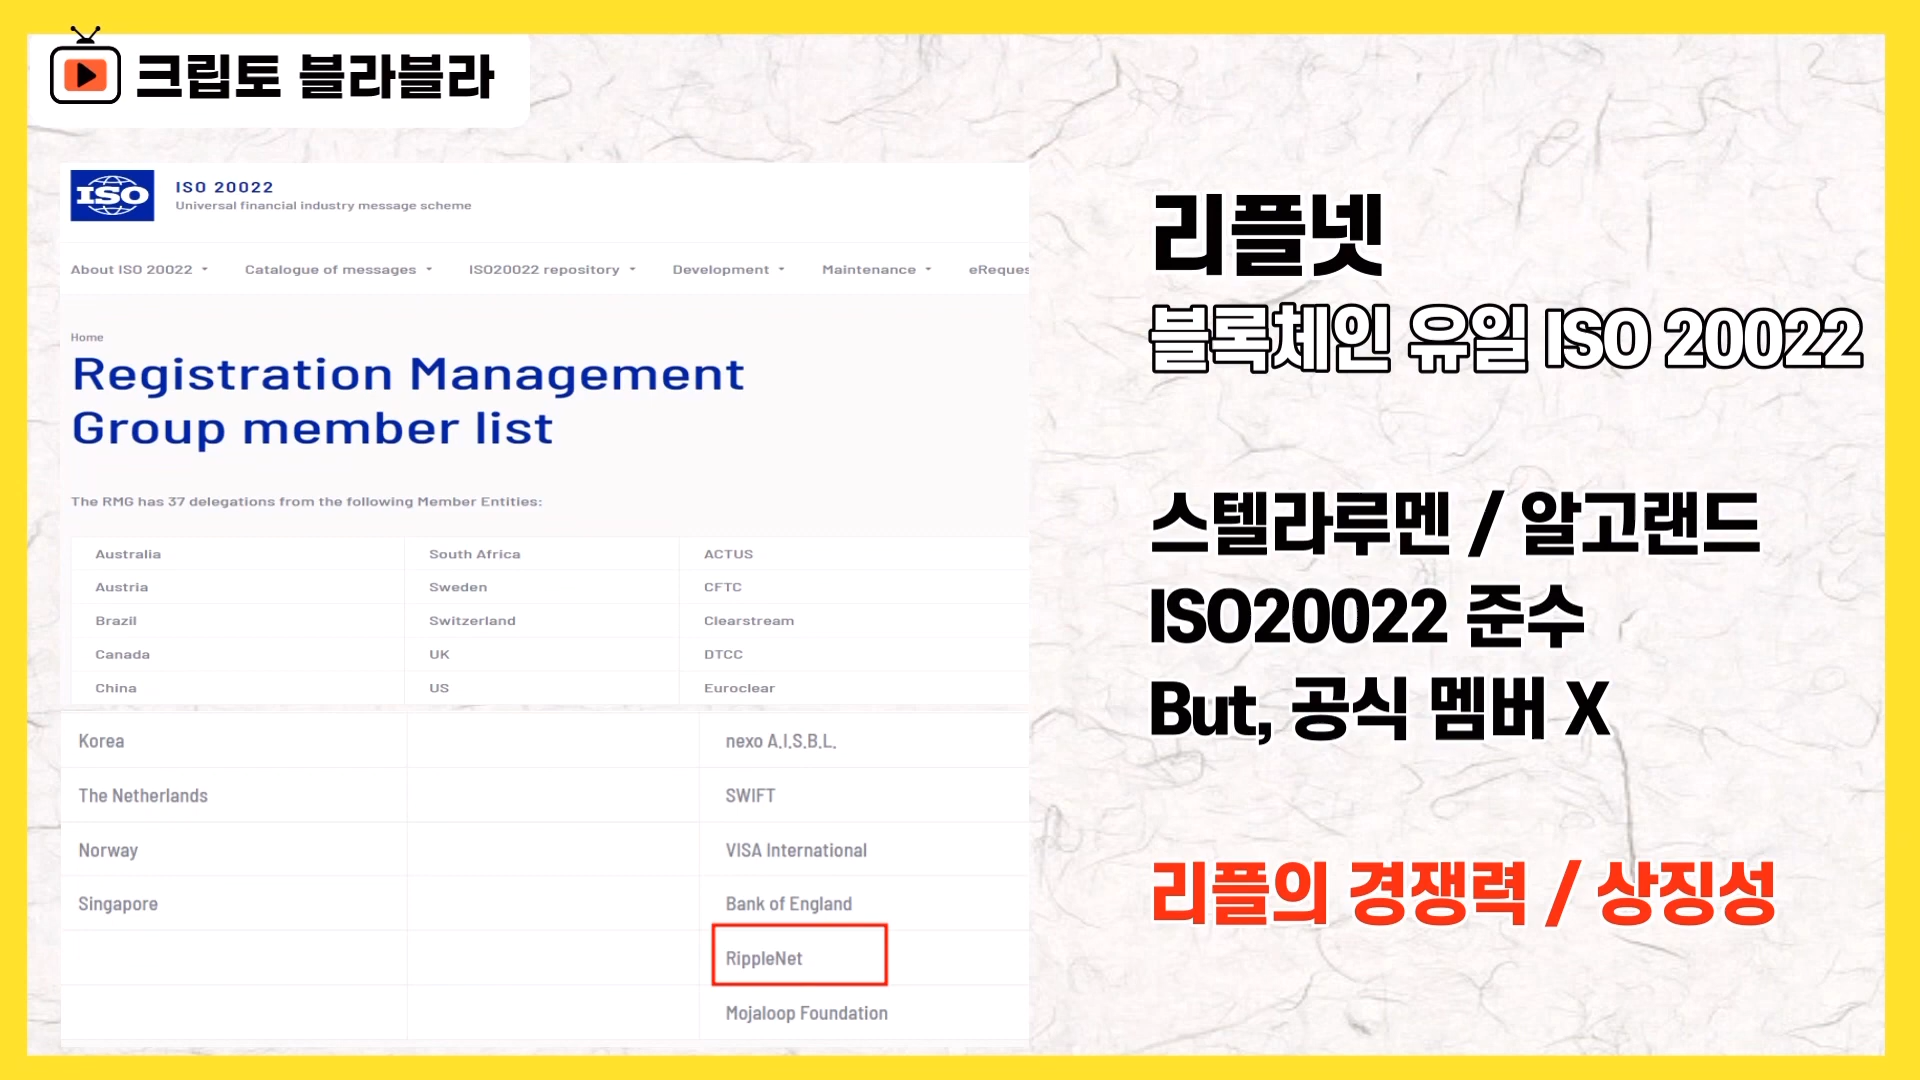 크립토 블라블라
ISO
ISO 20022
Universal financial industry message scheme
About ISO 20022
Catalogue of messages
ISO20022 repository
Development
Maintenance
eReques
Home
Registration Management
Group member list
The RMG has 37 delegations from the following Member Entities:
Australia South Africa ACTUS
Austria Sweden CFTC
Brazil Switzerland Clearstream
Canada UK DTCC
China US Euroclear
Korea nexo A.I.S.B.L.
The Netherlands SWIFT
Norway VISA International
Singapore Bank of England
RippleNet
Mojaloop Foundation
리플넷
블록체인 유일 ISO 20022
스텔라루멘 / 알고랜드
ISO20022 준수
But, 공식 멤버 X
리플의 경쟁력 / 상징성